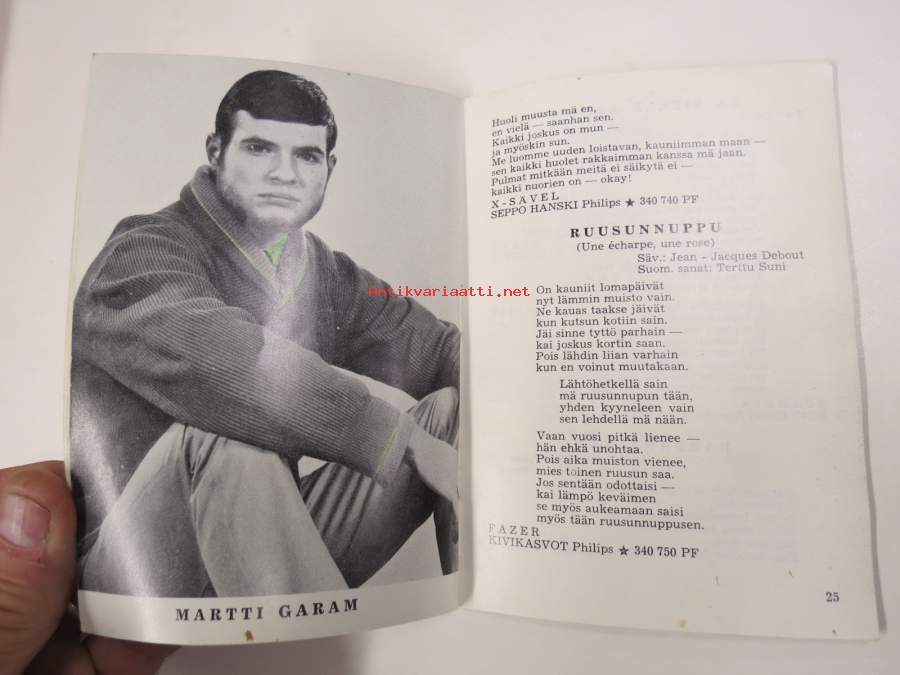 MARTTI GARAM
Huoli muusta mä en,
en vielä — saanhan sen.
Kaikki joskus on mun —
ja myöskin sun.
Me luomme uuden loistavan, kauniimman maan —
sen kaikki huolet rakkaimman kanssa mä jaan.
Pulmat mitkään meitä ei säikytä ei —
kaikki nuorien on — okay!
X-SAVEL
SEPPO HANSKI Philips ★ 340 740 PF
RUUSUNNUPPU
(Une écharpe, une rose)
Säv.: Jean - Jacques Debout
Suom. sanat: Terttu Suni
On kauniit lomapäivät
nyt lämmin muisto vain.
Ne kauas taakse jäivät
kun kutsun kotiin sain.
Jäi sinne tyttö parhain —
kai joskus kortin saan.
Pois lähdin liian varhain
kun en voinut muutakaan.
Lähtöhetkellä sain
mä ruusunnupun tään,
yhden kyyneleen vain
sen lehdellä mä nään.
Vaan vuosi pitkä lienee —
hän ehkä unohtaa.
Pois aika muiston vienee,
mies toinen ruusun saa.
Jos sentään odottaisi —
kai lämpö keväimen
se myös aukeamaan saisi
myös tään ruusunnuppusen.
FAZER
KIVIKASVOT Philips ★ 340 750 PF
25
antikvariaatti.net